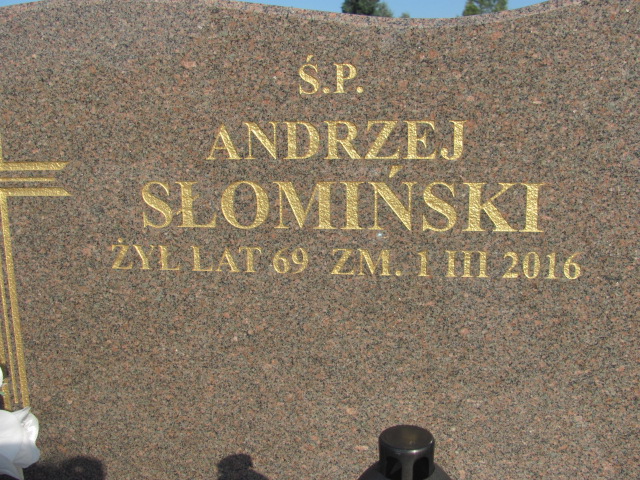 Ś.P.
ANDRZEJ
SŁOMIŃSKI
ŻYŁ LAT 69 ZM. 1 III 2016